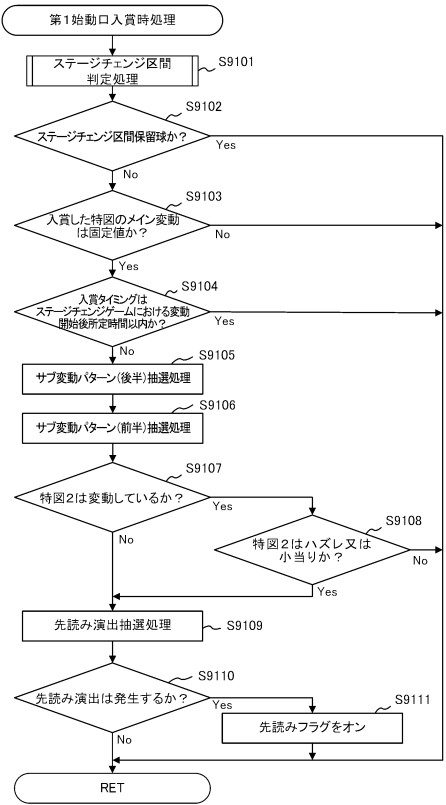 第1始動口入賞時処理
ステージチェンジ区間
判定処理
S9101
S9102
ステージチェンジ区間保留球か?
Yes
No
S9103
入賞した特図のメイン変動
は固定値か?
No
Yes
S9104
入賞タイミングは
ステージチェンジゲームにおける変動
開始後所定時間以内か?
Yes
No
S9105
サブ変動パターン(後半)抽選処理
S9106
サブ変動パターン(前半)抽選処理
S9107
特図2は変動しているか?
Yes
No
S9108
特図2はハズレ又は
小当りか?
No
Yes
先読み演出抽選処理
S9109
S9110
先読み演出は発生するか?
Yes
No
S9111
先読みフラグをオン
RET